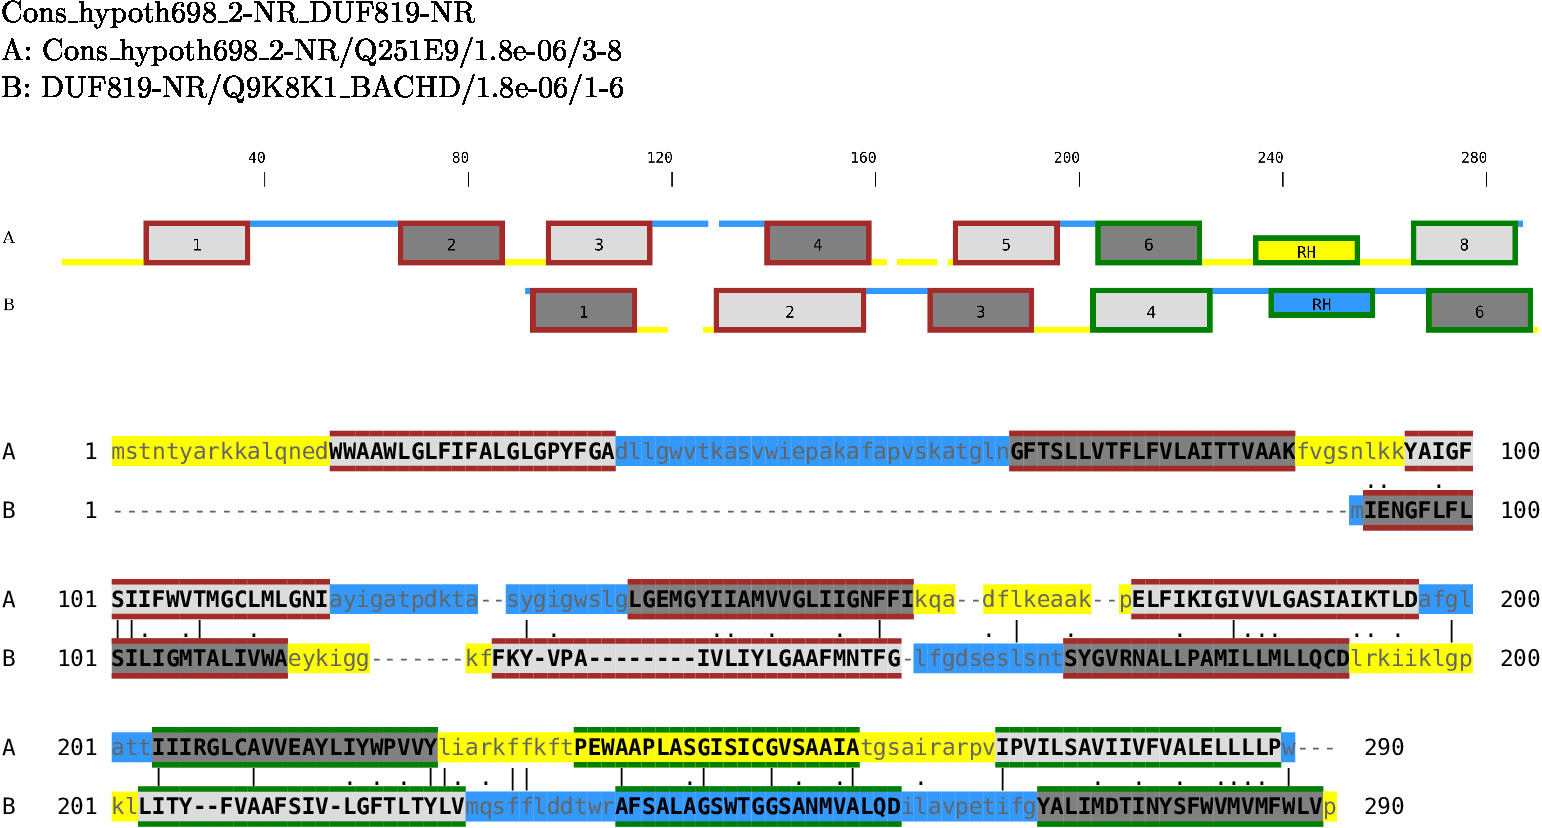 Cons_hypoth698_2-NR_DUF819-NR
A: Cons_hypoth698_2-NR/Q251E9/1.8e-06/3-8
B: DUF819-NR/Q9K8K1_BACHD/1.8e-06/1-6
40 80 120 160 200 240 280
A 1 2 3 4 5 6 RH 8
B 1 2 3 4 RH 6
A 1 mstntyarkkalqnedWWAAWLGLFIFALGLGPYFGAdllgwvtkasvwiepakafapvskatglnGFTSLLVTFLFVLAITTVAAKfvgsnlkkYAIGF 100
.. .
B 1 -------------------------------------------------------------------------------------------mIENGFLFL 100
A 101 SIIFWVTMGCLMLGNIayigatpdkta--sygigwslgLGEMGYIIAMVVGLIIGNFFIkqa--dflkeaak--pELFIKIGIVVLGASIAIKTLDafgl 200
||. . | . | . .. . . | . | . . |... .. . |
B 101 SILIGMTALIVWAeykigg-------kfFKY-VPA--------IVLIYLGAAFMNTFG-lfgdseslsntSYGVRNALLPAMILLMLLQCDlrkiiklgp 200
A 201 attIIIRGLCAVVEAYLIYWPVVYliarkffkftPEWAAPLASGISICGVSAAIAtgsairarpvIPVILSAVIIVFVALELLLLPw--- 290
| | . . . ||. . || | .| | . .| . | . . . .... |
B 201 klLITY--FVAAFSIV-LGFTLTYLVmqsfflddtwrAFSALAGSWTGGSANMVALQDilavpetifgYALIMDTINYSFWVMVMFWLVp 290